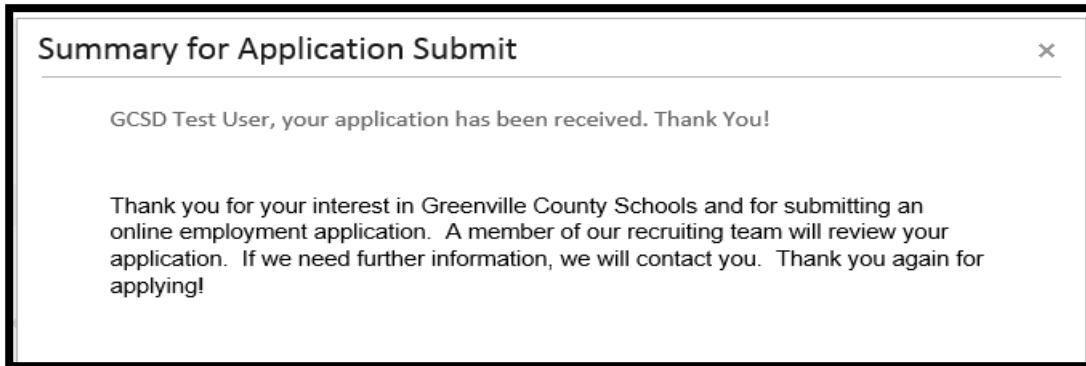 Summary for Application Submit
×
GCSD Test User, your application has been received. Thank You!
Thank you for your interest in Greenville County Schools and for submitting an
online employment application.  A member of our recruiting team will review your
application.  If we need further information, we will contact you.  Thank you again for
applying!